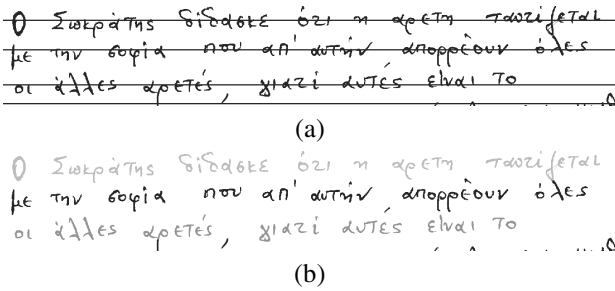 Ο Σωκράτης δίδασκε ότι η αρετη ταυτίζεται
με την σοφία που απ' αυτήν απορρέουν όλες
οι άλλες αρετές, γιατί αυτές είναι το
(a)
Ο Σωκράτης δίδασκε ότι η αρετη ταυτίζεται
με την σοφία που απ' αυτήν απορρέουν όλες
οι άλλες αρετές, γιατί αυτές είναι το
(b)